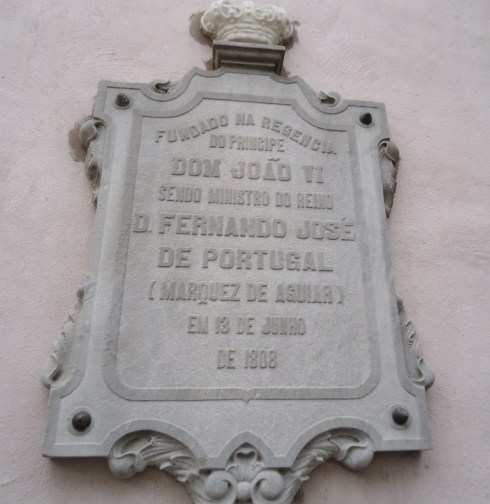 FUNDADO NA REGENCIA
DO PRINCIPE
DOM JOÃO VI
SENDO MINISTRO DO REINO
D. FERNANDO JOSÉ
DE PORTUGAL
(MARQUEZ DE AGUIAR)
EM 13 DE JUNHO
DE 1808